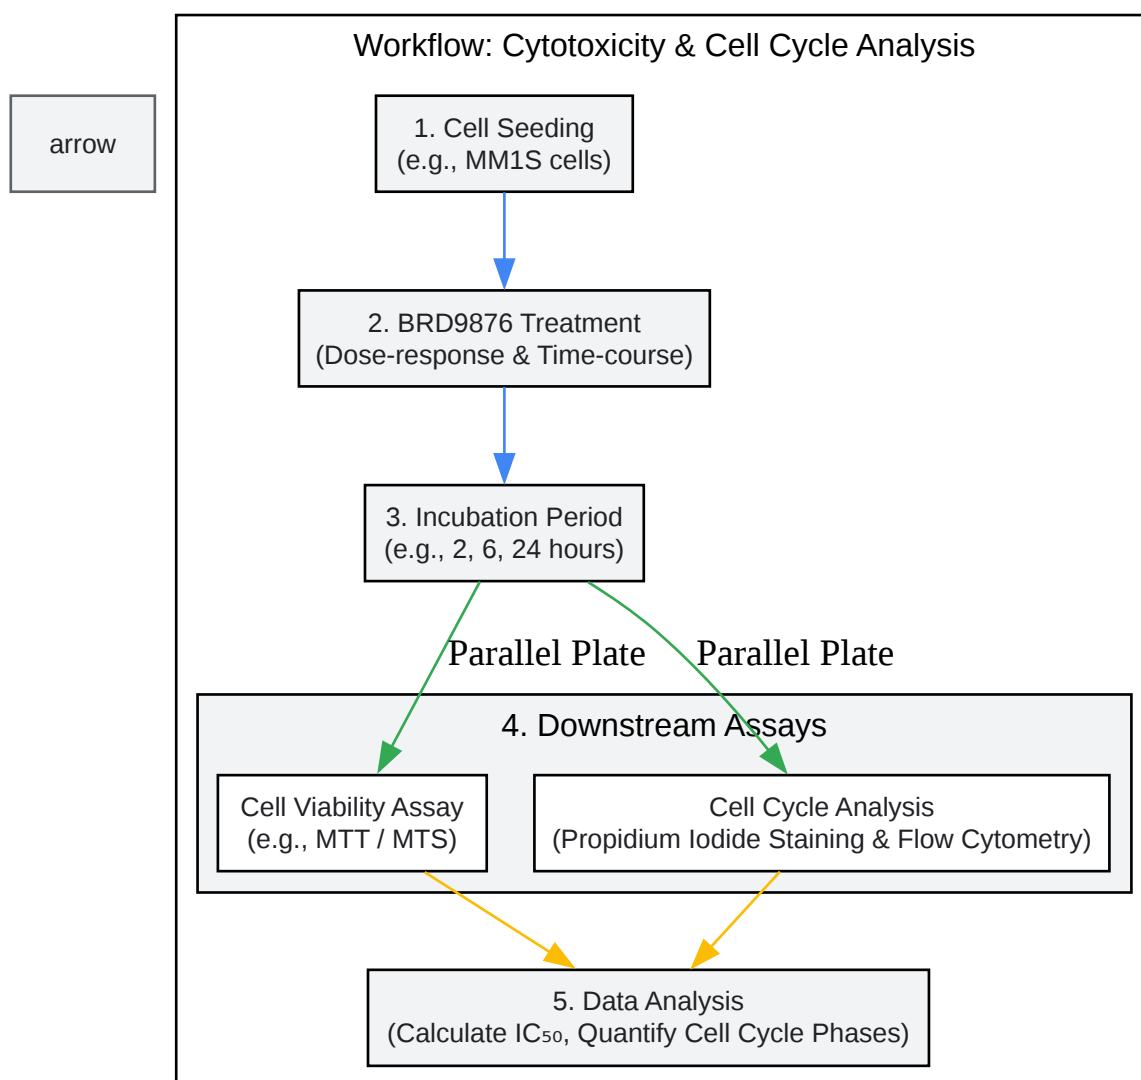 Workflow: Cytotoxicity & Cell Cycle Analysis
arrow
1. Cell Seeding
(e.g., MM1S cells)
2. BRD9876 Treatment
(Dose-response & Time-course)
3. Incubation Period
(e.g., 2, 6, 24 hours)
Parallel Plate
Parallel Plate
4. Downstream Assays
Cell Viability Assay
(e.g., MTT / MTS)
Cell Cycle Analysis
(Propidium Iodide Staining & Flow Cytometry)
5. Data Analysis
(Calculate IC₅₀, Quantify Cell Cycle Phases)